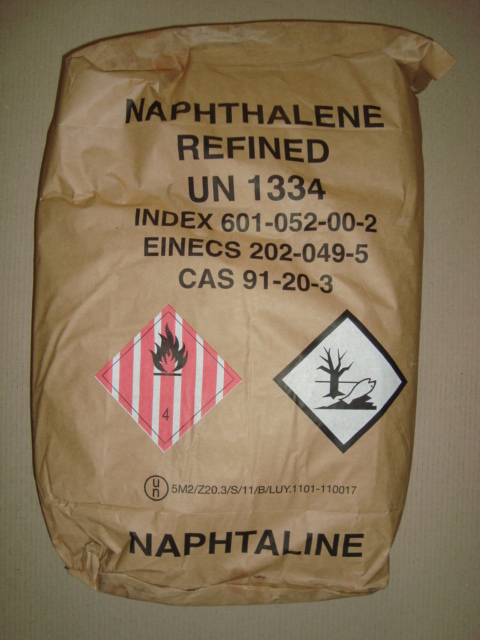 NAPHTHALENE
REFINED
UN 1334
INDEX 601-052-00-2
EINECS 202-049-5
CAS 91-20-3
4
un 5M2/Z20.3/S/11/B/LUY.1101-110017
NAPHTALINE